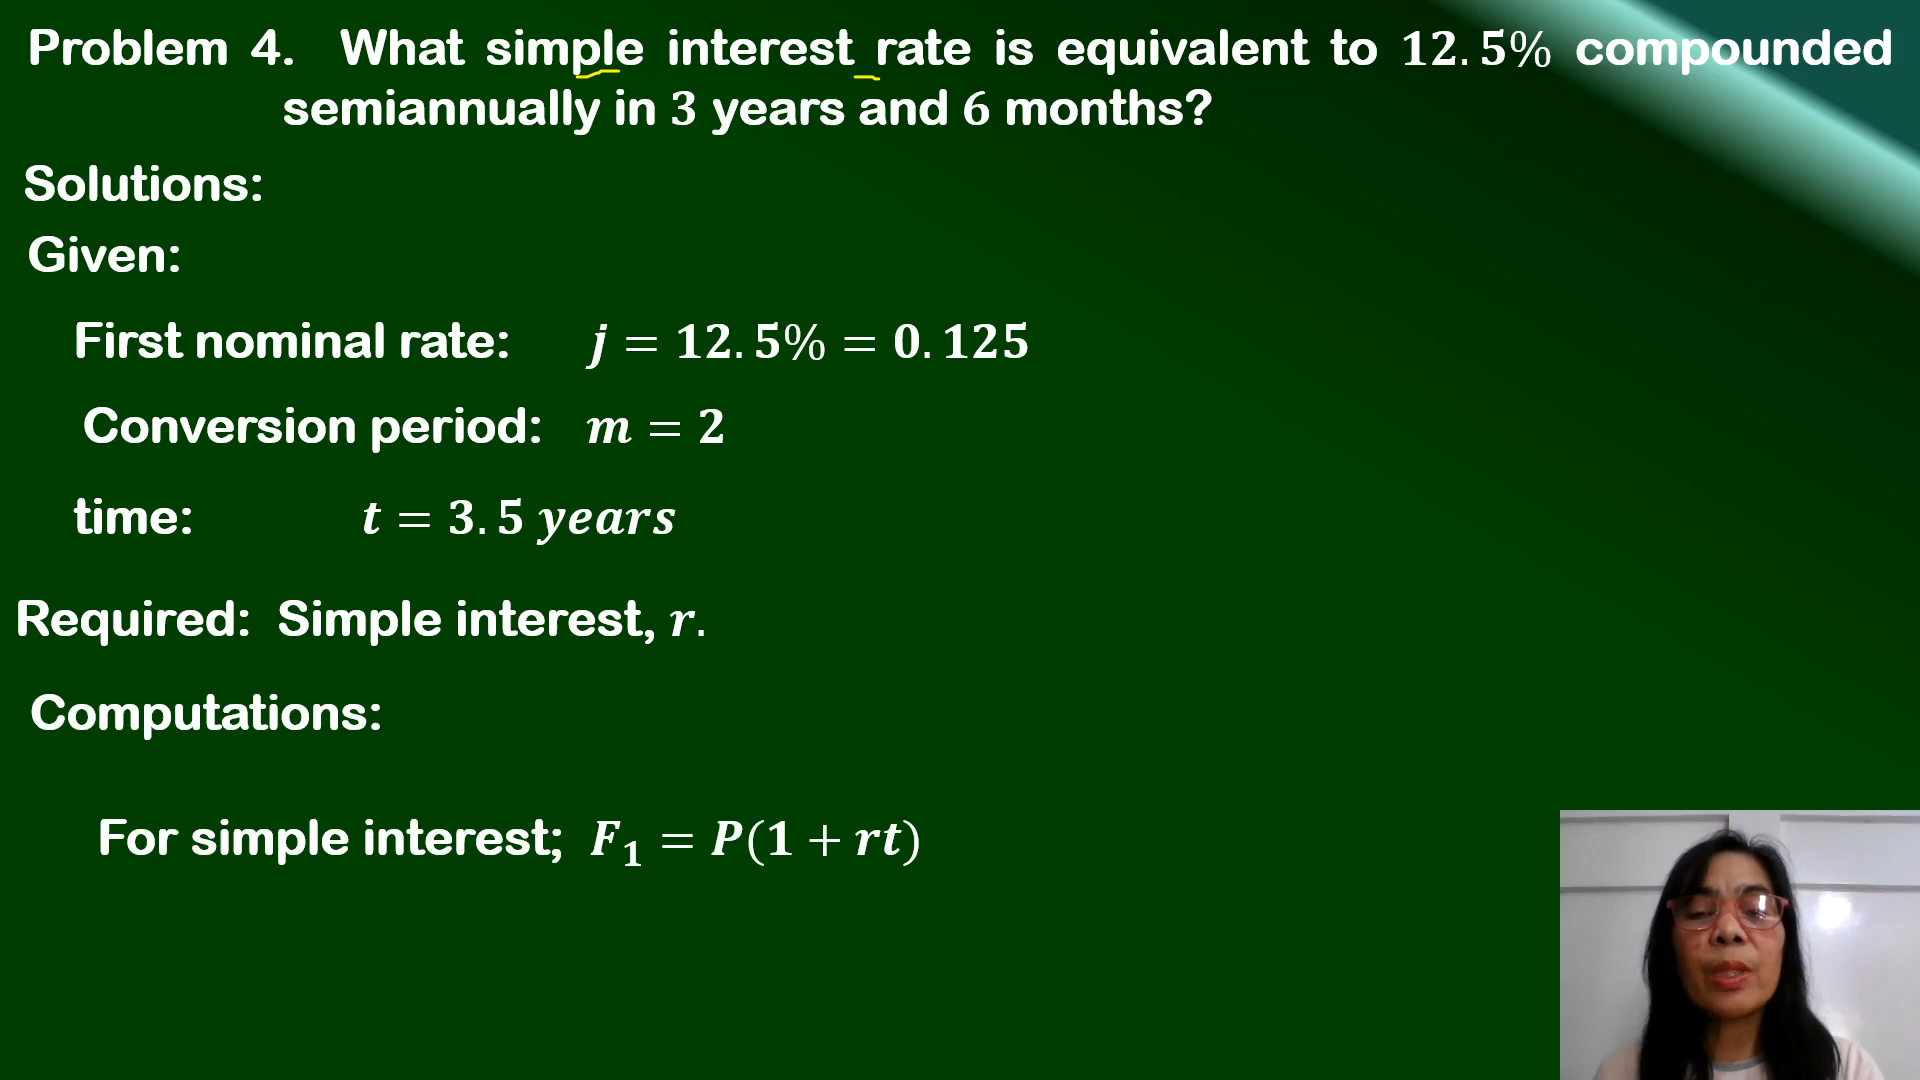 Problem 4. What simple interest rate is equivalent to 12.5% compounded
semiannually in 3 years and 6 months?
Solutions:
Given:
First nominal rate: j = 12.5% = 0.125
Conversion period: m = 2
time: t = 3.5 years
Required: Simple interest, r.
Computations:
For simple interest; F₁ = P(1 + rt)